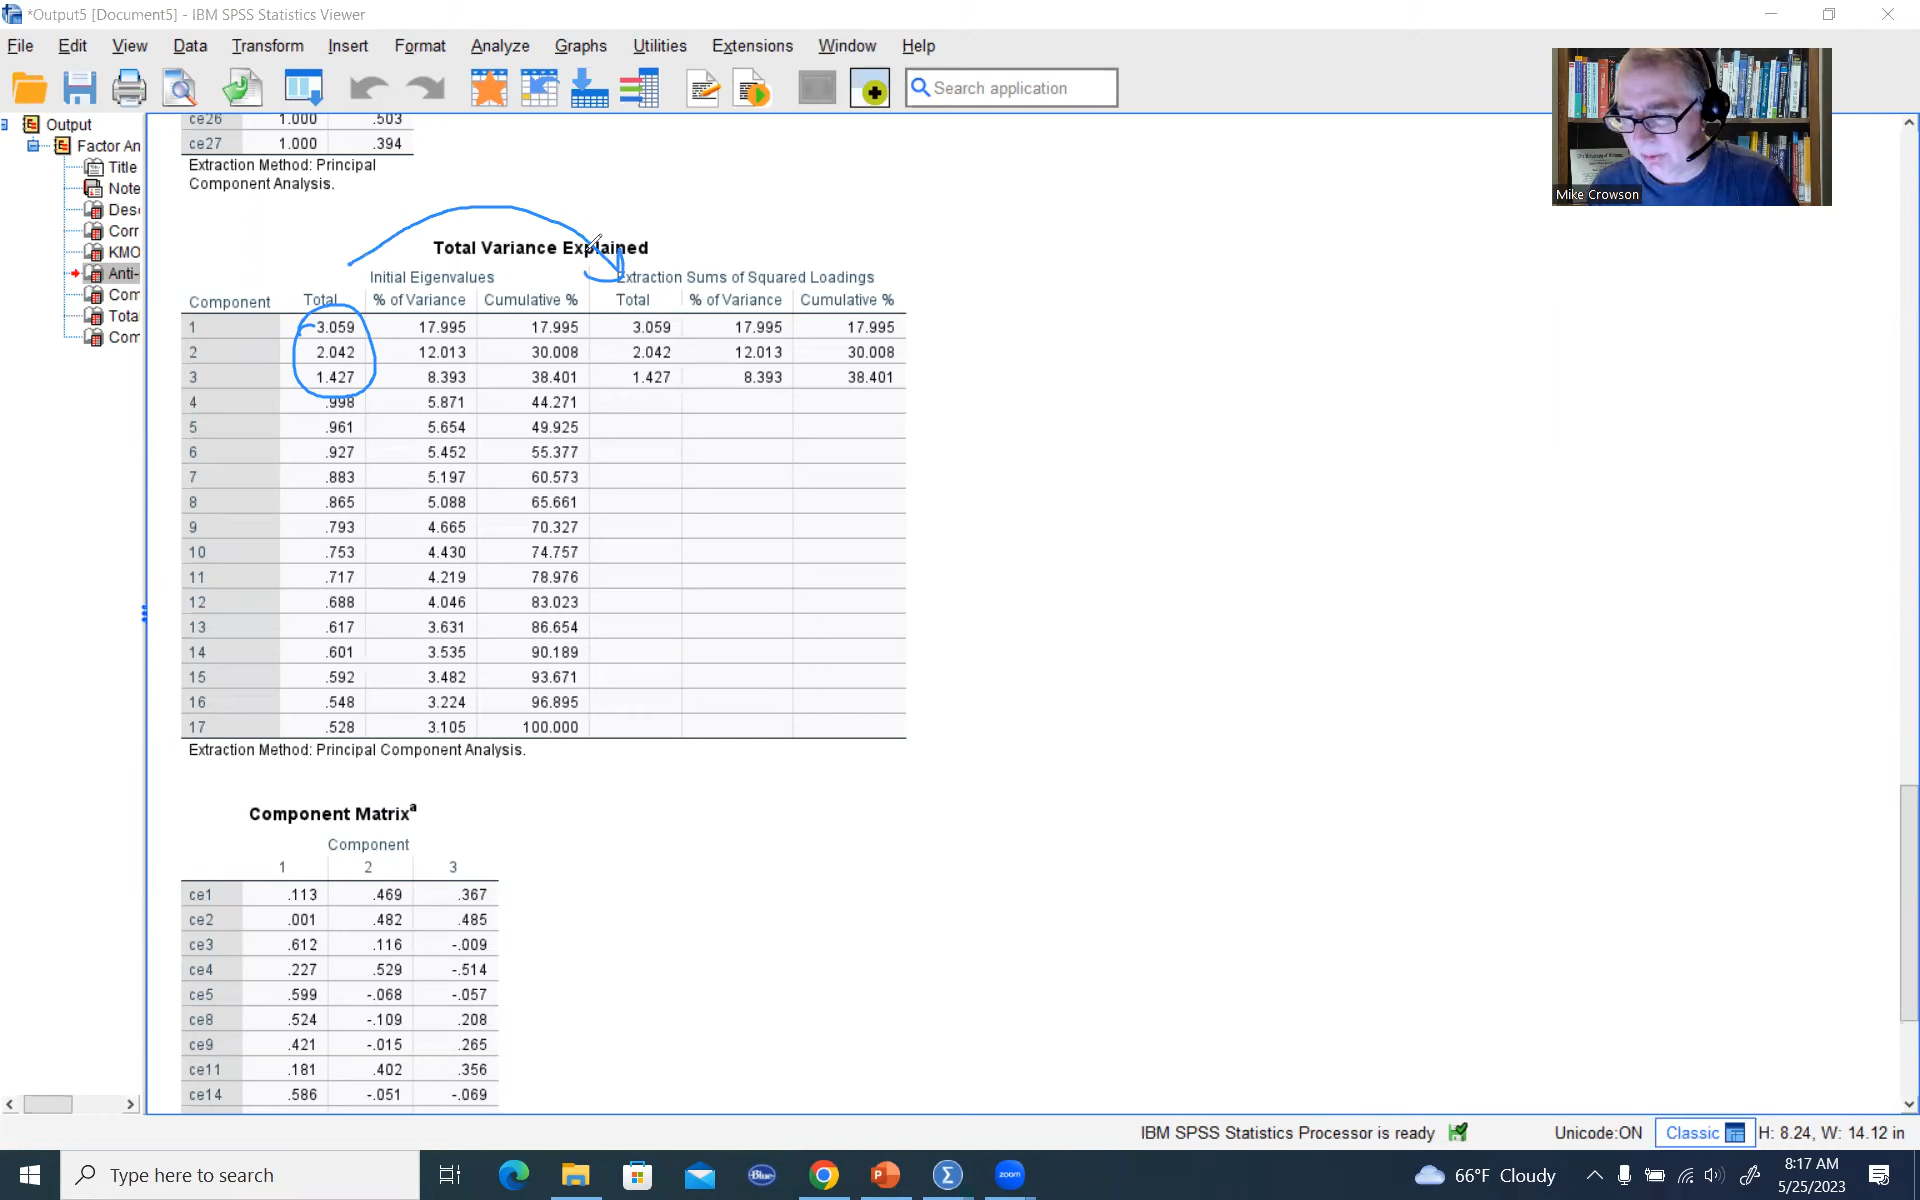 *Output5 [Document5] - IBM SPSS Statistics Viewer
File Edit View Data Transform Insert Format Analyze Graphs Utilities Extensions Window Help
Search application
Mike Crowson
Output
Factor An
Title
Note
Desc
Corr
KMO
Anti-
Com
Tota
Com
ce26 1.000 .503
ce27 1.000 .394
Extraction Method: Principal
Component Analysis.
Total Variance Explained
Initial Eigenvalues Extraction Sums of Squared Loadings
Component Total % of Variance Cumulative % Total % of Variance Cumulative %
1 3.059 17.995 17.995 3.059 17.995 17.995
2 2.042 12.013 30.008 2.042 12.013 30.008
3 1.427 8.393 38.401 1.427 8.393 38.401
4 .998 5.871 44.271
5 .961 5.654 49.925
6 .927 5.452 55.377
7 .883 5.197 60.573
8 .865 5.088 65.661
9 .793 4.665 70.327
10 .753 4.430 74.757
11 .717 4.219 78.976
12 .688 4.046 83.023
13 .617 3.631 86.654
14 .601 3.535 90.189
15 .592 3.482 93.671
16 .548 3.224 96.895
17 .528 3.105 100.000
Extraction Method: Principal Component Analysis.
Component Matrixa
Component
1 2 3
ce1 .113 .469 .367
ce2 .001 .482 .485
ce3 .612 .116 -.009
ce4 .227 .529 -.514
ce5 .599 -.068 -.057
ce8 .524 -.109 .208
ce9 .421 -.015 .265
ce11 .181 .402 .356
ce14 .586 -.051 -.069
IBM SPSS Statistics Processor is ready Unicode:ON Classic H: 8.24, W: 14.12 in
Type here to search
Blue
zoom
66°F Cloudy
8:17 AM
5/25/2023